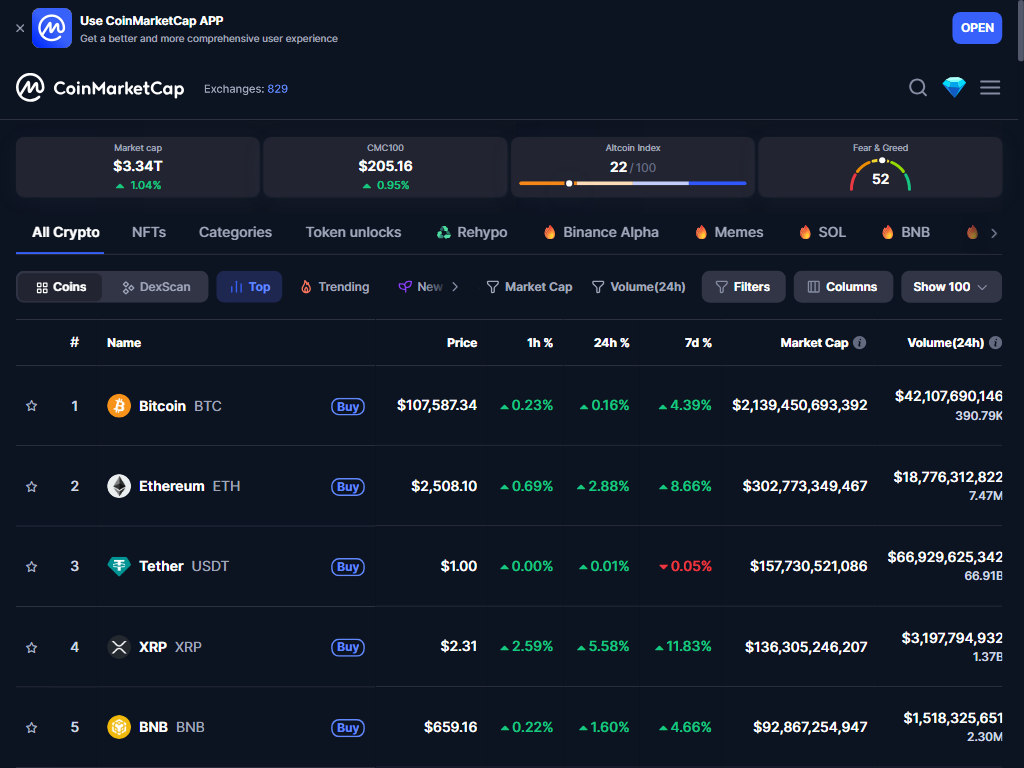 Use CoinMarketCap APP
Get a better and more comprehensive user experience
OPEN
CoinMarketCap Exchanges: 829
Market cap
$3.34T
1.04%
CMC100
$205.16
0.95%
Altcoin Index
22 /100
Fear & Greed
52
All Crypto NFTs Categories Token unlocks Rehypo Binance Alpha Memes SOL BNB
Coins DexScan Top Trending New Market Cap Volume(24h) Filters Columns Show 100
# Name Price 1h % 24h % 7d % Market Cap Volume(24h)
1 Bitcoin BTC Buy $107,587.34 0.23% 0.16% 4.39% $2,139,450,693,392 $42,107,690,146
390.79K
2 Ethereum ETH Buy $2,508.10 0.69% 2.88% 8.66% $302,773,349,467 $18,776,312,822
7.47M
3 Tether USDT Buy $1.00 0.00% 0.01% 0.05% $157,730,521,086 $66,929,625,342
66.91B
4 XRP XRP Buy $2.31 2.59% 5.58% 11.83% $136,305,246,207 $3,197,794,932
1.37B
5 BNB BNB Buy $659.16 0.22% 1.60% 4.66% $92,867,254,947 $1,518,325,651
2.30M